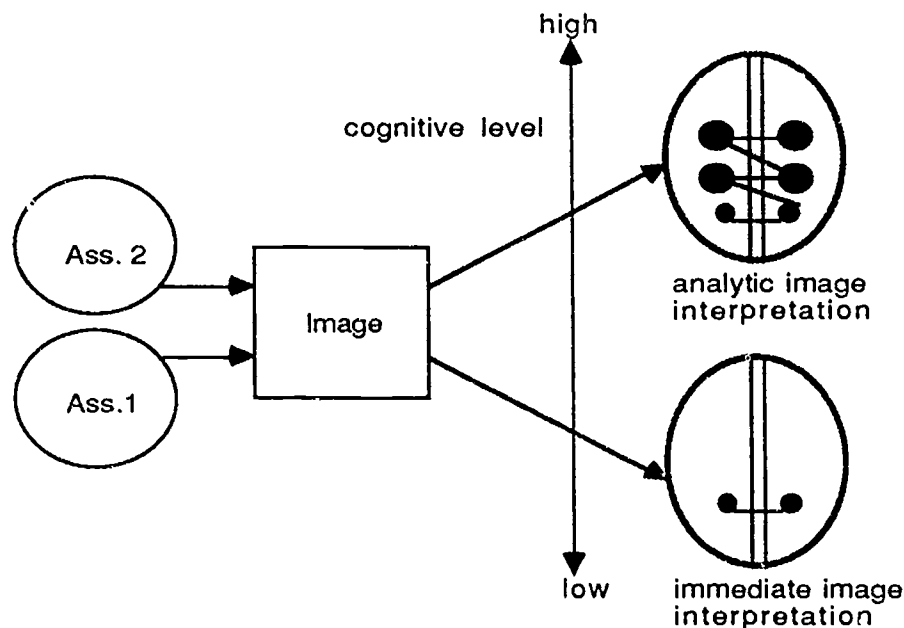 high
cognitive level
Ass. 2
Image
Ass.1
analytic image
interpretation
low
immediate image
interpretation